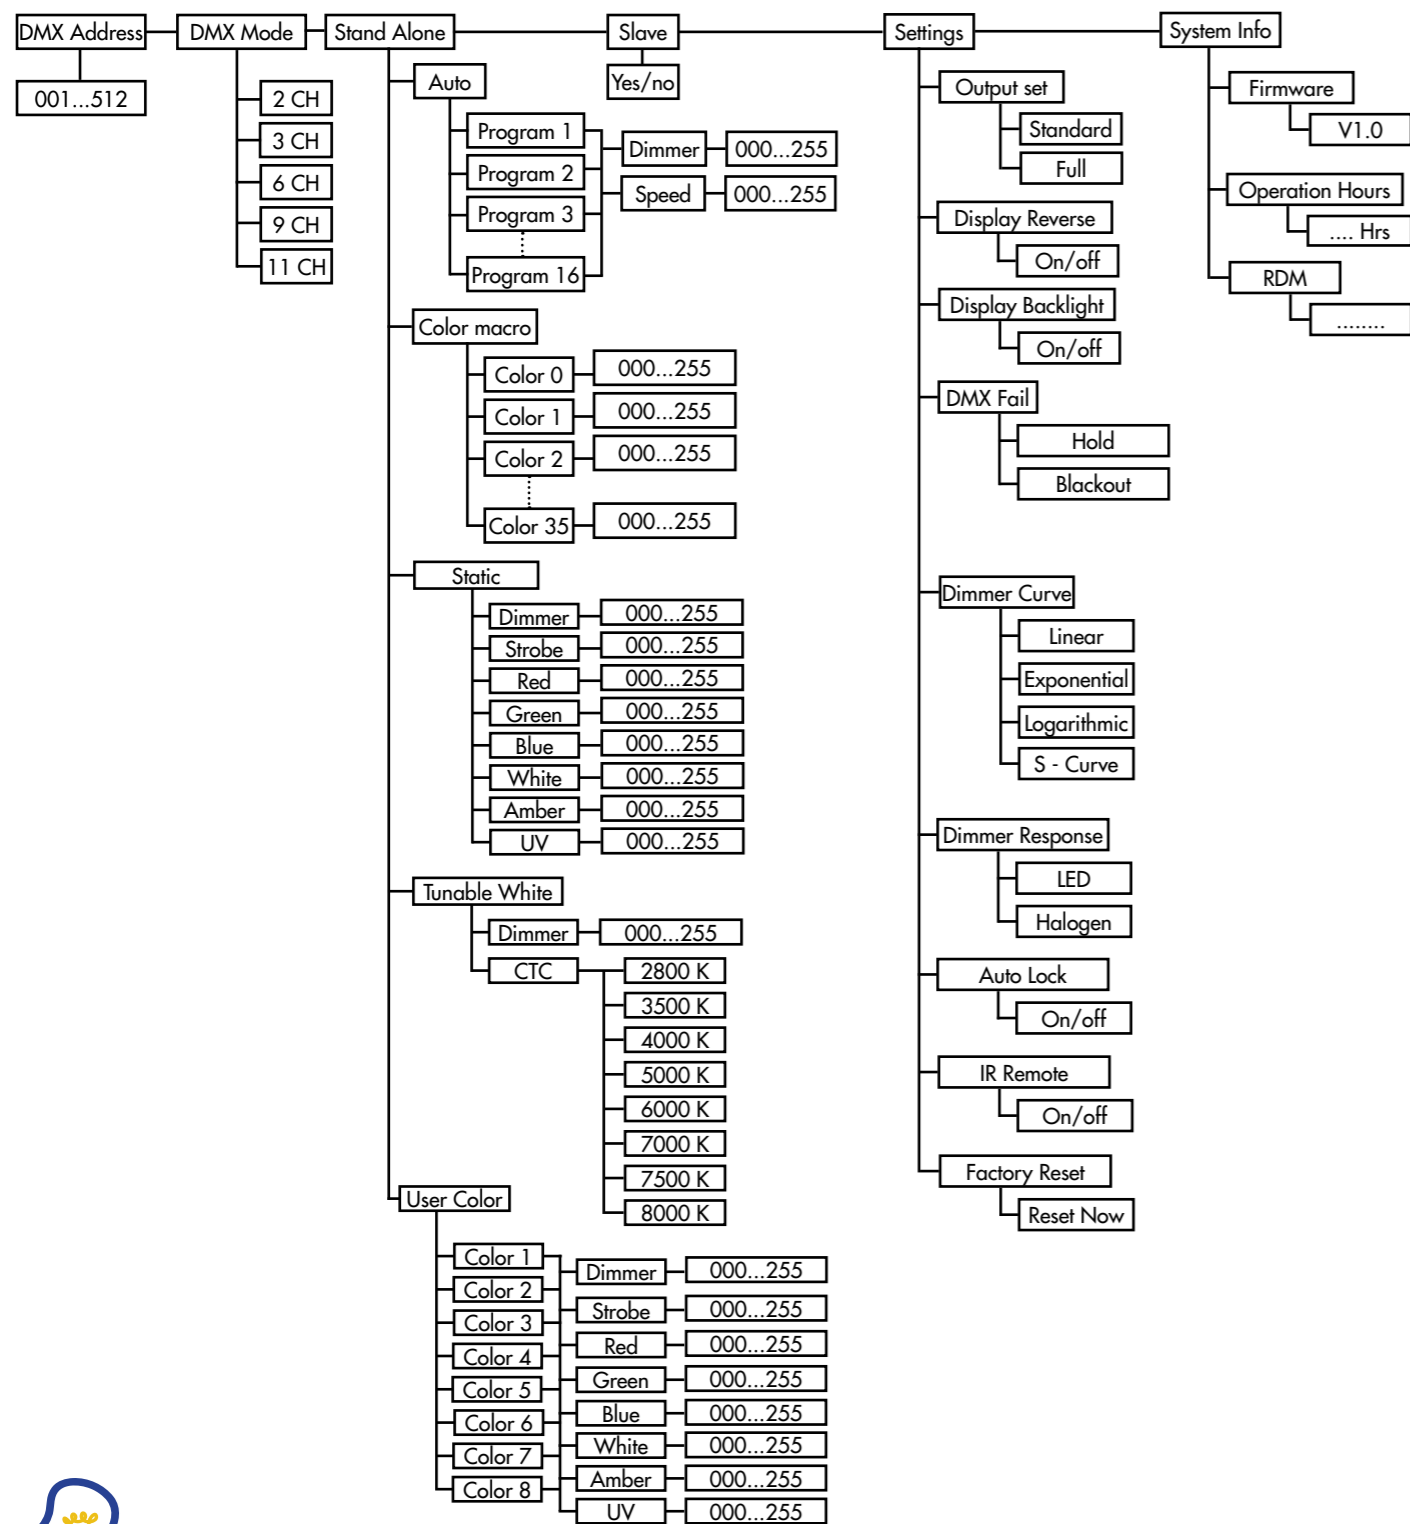 DMX Address
DMX Mode
Stand Alone
Slave
Settings
System Info
001...512
2 CH
3 CH
6 CH
9 CH
11 CH
Auto
Program 1
Program 2
Program 3
Program 16
Dimmer
000...255
Speed
000...255
Color macro
Color 0
000...255
Color 1
000...255
Color 2
000...255
Color 35
000...255
Static
Dimmer
000...255
Strobe
000...255
Red
000...255
Green
000...255
Blue
000...255
White
000...255
Amber
000...255
UV
000...255
Tunable White
Dimmer
000...255
CTC
2800 K
3500 K
4000 K
5000 K
6000 K
7000 K
7500 K
8000 K
User Color
Color 1
Color 2
Color 3
Color 4
Color 5
Color 6
Color 7
Color 8
Dimmer
000...255
Strobe
000...255
Red
000...255
Green
000...255
Blue
000...255
White
000...255
Amber
000...255
UV
000...255
Yes/no
Output set
Standard
Full
Display Reverse
On/off
Display Backlight
On/off
DMX Fail
Hold
Blackout
Dimmer Curve
Linear
Exponential
Logarithmic
S - Curve
Dimmer Response
LED
Halogen
Auto Lock
On/off
IR Remote
On/off
Factory Reset
Reset Now
Firmware
V1.0
Operation Hours
.... Hrs
RDM
........